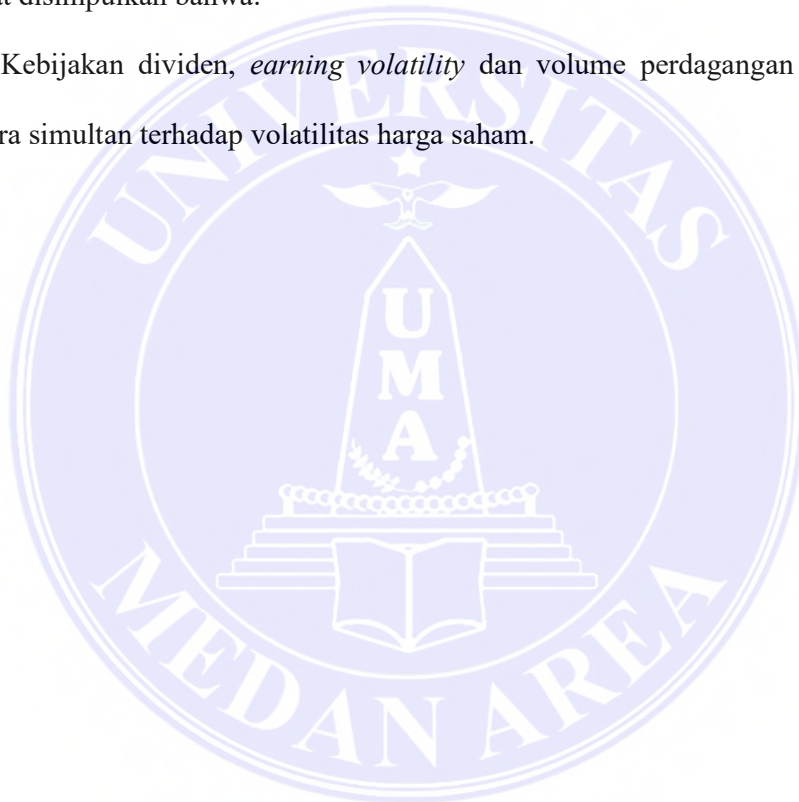 disimpulkan bahwa:
Kebijakan dividen, earning volatility dan volume perdagangan
ra simultan terhadap volatilitas harga saham.
UNIVERSITAS
UMA
MEDAN AREA